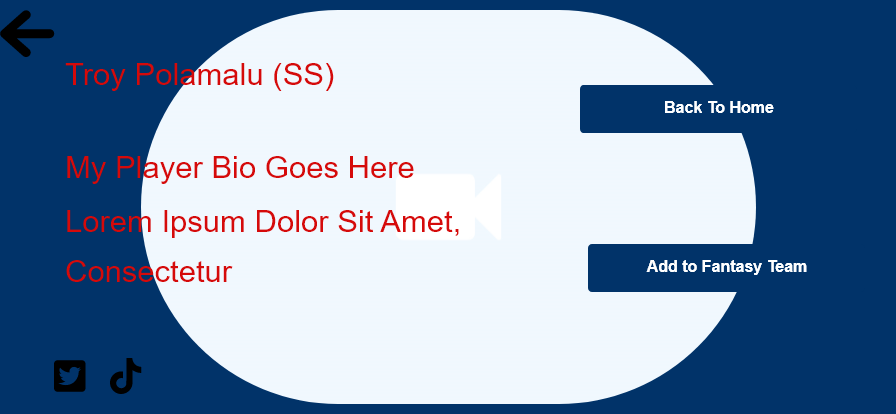 Troy Polamalu (SS)
Back To Home
My Player Bio Goes Here
Lorem Ipsum Dolor Sit Amet,
Consectetur
Add to Fantasy Team